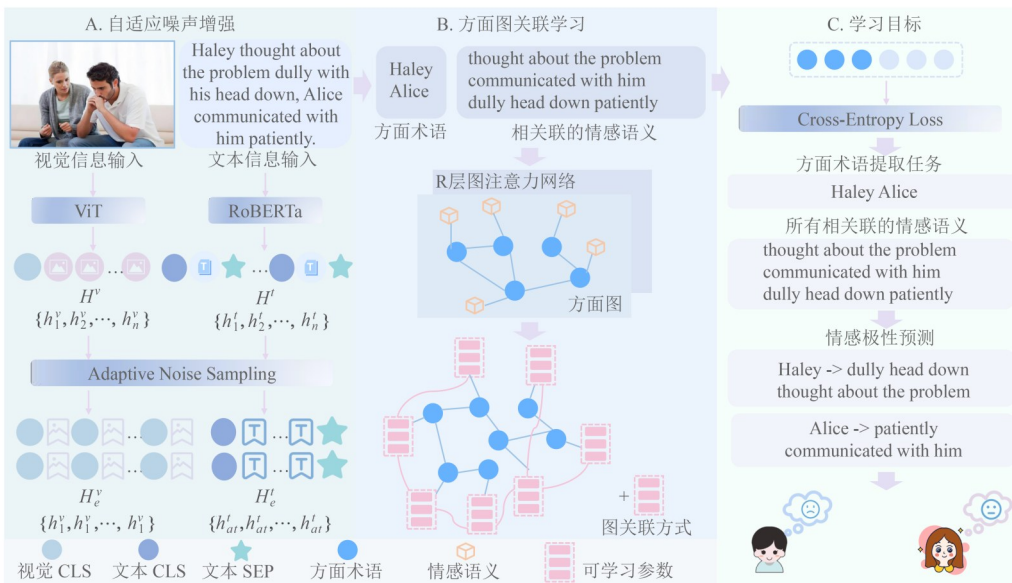 A. 自适应噪声增强
Haley thought about
the problem dully with
his head down, Alice
communicated with
him patiently.
视觉信息输入
文本信息输入
ViT
RoBERTa
T
T
H^v
H^t
{h_1^v, h_2^v, ⋯, h_n^v}
{h_1^t, h_2^t, ⋯, h_n^t}
Adaptive Noise Sampling
T
T
T
T
H_e^v
H_e^t
{h_1^v, h_1^v, ⋯, h_1^v}
{h_at^t, h_at^t, ⋯, h_at^t}
B. 方面图关联学习
Haley
Alice
thought about the problem
communicated with him
dully head down patiently
方面术语
相关联的情感语义
R层图注意力网络
方面图
+
图关联方式
C. 学习目标
Cross-Entropy Loss
方面术语提取任务
Haley Alice
所有相关联的情感语义
thought about the problem
communicated with him
dully head down patiently
情感极性预测
Haley -> dully head down
thought about the problem
Alice -> patiently
communicated with him
视觉 CLS
文本 CLS
文本 SEP
方面术语
情感语义
可学习参数